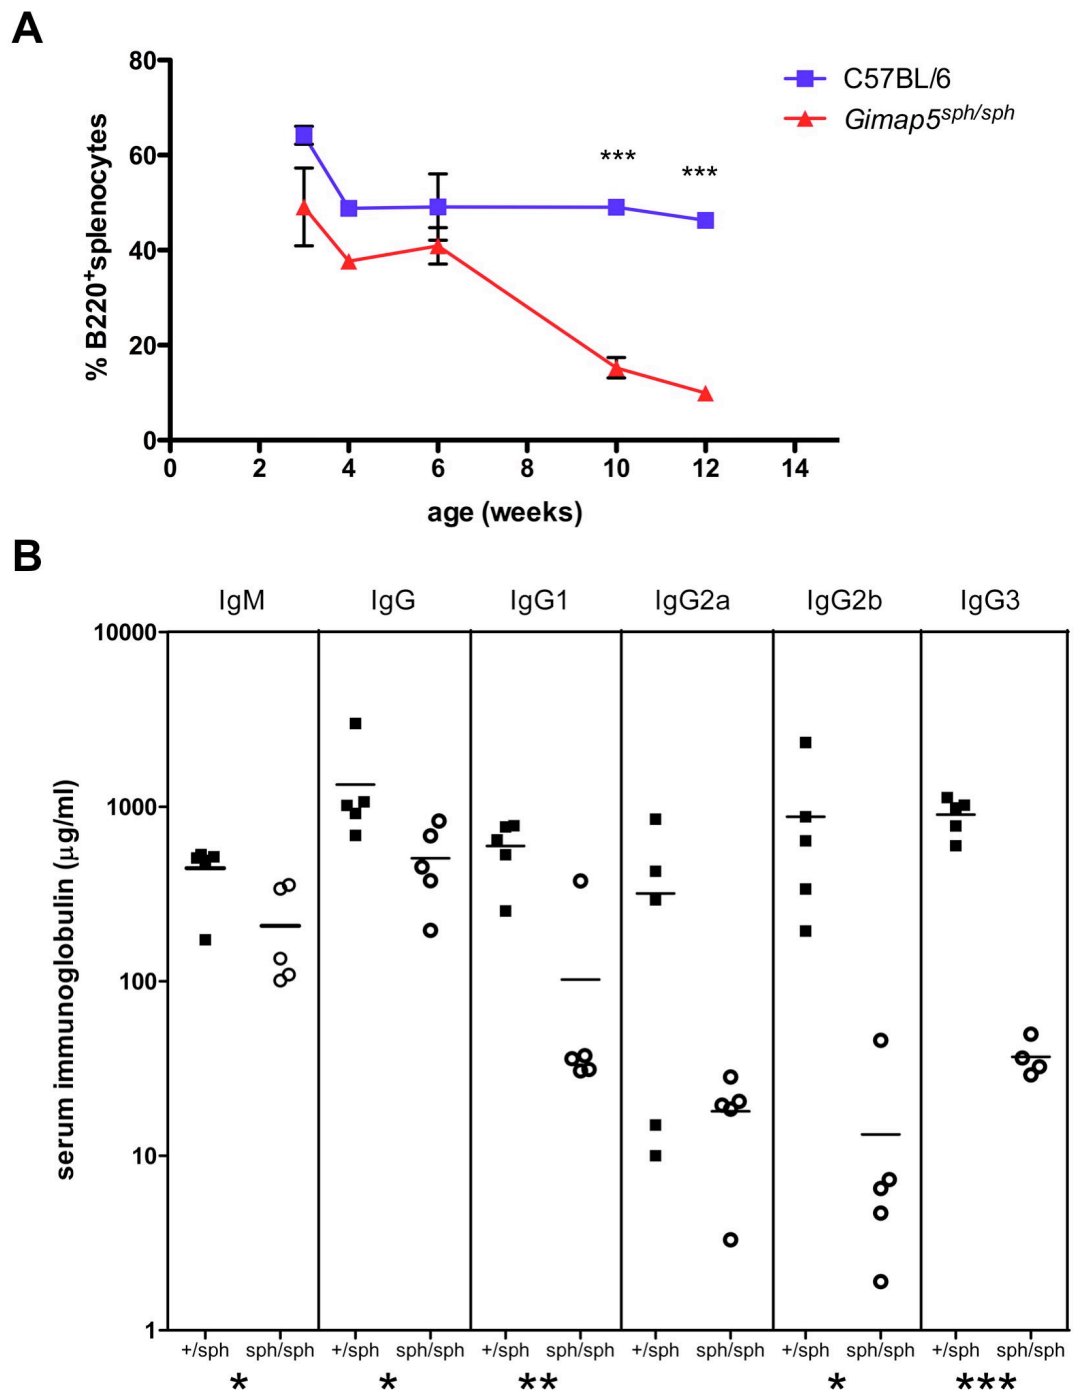 A
80
60
40
20
0
% B220+splenocytes
C57BL/6
Gimap5sph/sph
***
***
0 2 4 6 8 10 12 14
age (weeks)
B
IgM IgG IgG1 IgG2a IgG2b IgG3
10000
1000
100
10
1
serum immunoglobulin (μg/ml)
+/sph sph/sph +/sph sph/sph +/sph sph/sph +/sph sph/sph +/sph sph/sph +/sph sph/sph
* * ** * ***